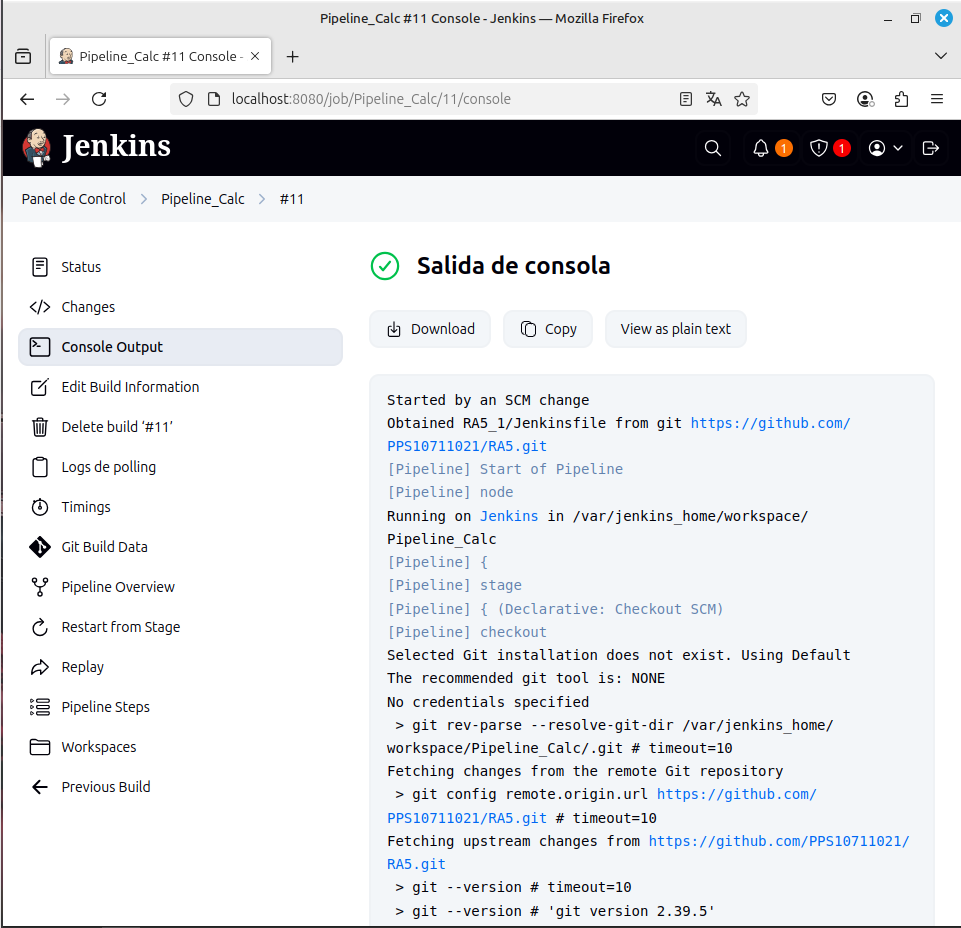 Pipeline_Calc #11 Console - Jenkins — Mozilla Firefox
Pipeline_Calc #11 Console -
localhost:8080/job/Pipeline_Calc/11/console
Jenkins
1
1
Panel de Control
Pipeline_Calc
#11
Status
Changes
Console Output
Edit Build Information
Delete build ‘#11’
Logs de polling
Timings
Git Build Data
Pipeline Overview
Restart from Stage
Replay
Pipeline Steps
Workspaces
Previous Build
Salida de consola
Download
Copy
View as plain text
Started by an SCM change
Obtained RA5_1/Jenkinsfile from git https://github.com/
PPS10711021/RA5.git
[Pipeline] Start of Pipeline
[Pipeline] node
Running on Jenkins in /var/jenkins_home/workspace/
Pipeline_Calc
[Pipeline] {
[Pipeline] stage
[Pipeline] { (Declarative: Checkout SCM)
[Pipeline] checkout
Selected Git installation does not exist. Using Default
The recommended git tool is: NONE
No credentials specified
> git rev-parse --resolve-git-dir /var/jenkins_home/
workspace/Pipeline_Calc/.git # timeout=10
Fetching changes from the remote Git repository
> git config remote.origin.url https://github.com/
PPS10711021/RA5.git # timeout=10
Fetching upstream changes from https://github.com/PPS10711021/
RA5.git
> git --version # timeout=10
> git --version # 'git version 2.39.5'